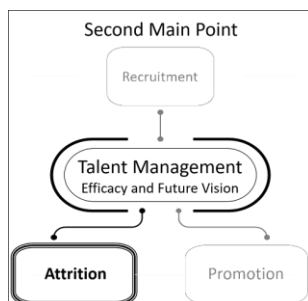 Second Main Point
Recruitment
Talent Management
Efficacy and Future Vision
Attrition
Promotion